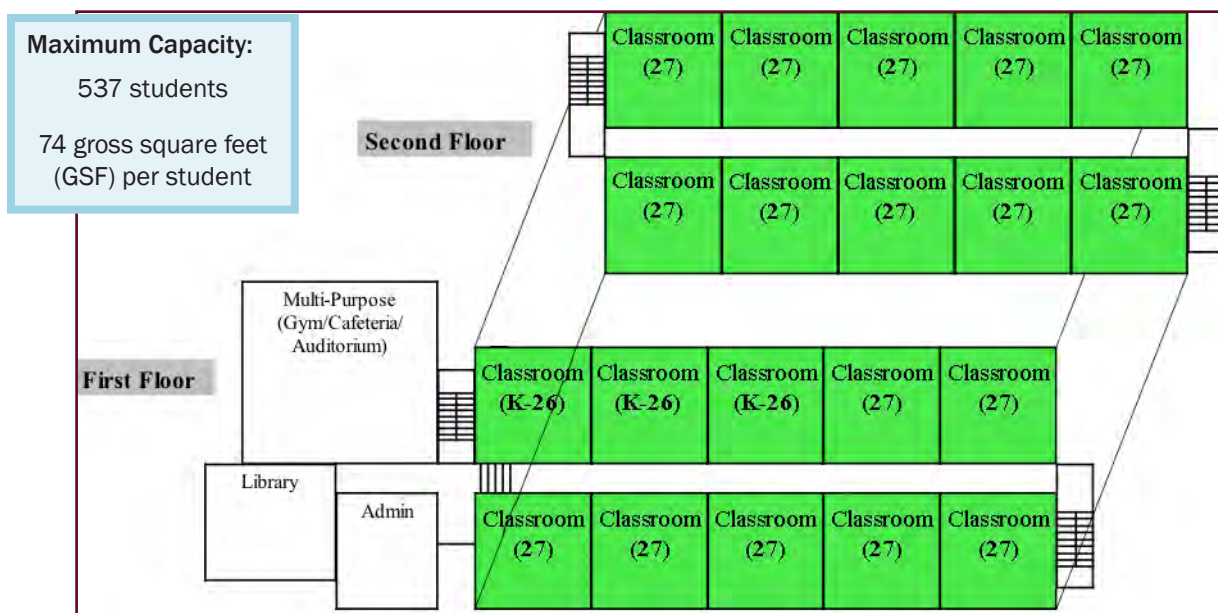 Maximum Capacity:
537 students
74 gross square feet
(GSF) per student
Second Floor
Classroom
(27)
Classroom
(27)
Classroom
(27)
Classroom
(27)
Classroom
(27)
Classroom
(27)
Classroom
(27)
Classroom
(27)
Classroom
(27)
Classroom
(27)
First Floor
Multi-Purpose
(Gym/Cafeteria/
Auditorium)
Classroom
(K-26)
Classroom
(K-26)
Classroom
(K-26)
Classroom
(27)
Classroom
(27)
Library
Admin
Classroom
(27)
Classroom
(27)
Classroom
(27)
Classroom
(27)
Classroom
(27)